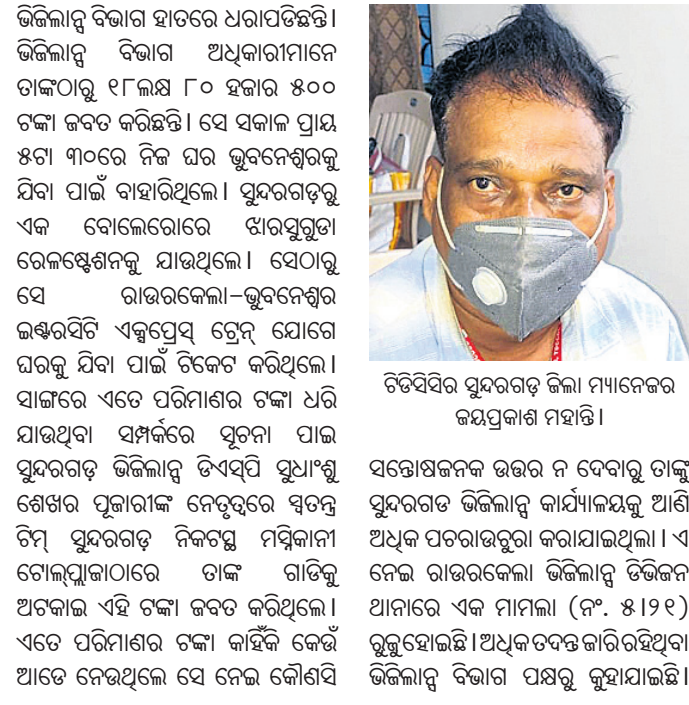 ଭିଜିଲାନ୍ସ ବିଭାଗ ହାତରେ ଧରାପଡିଛନ୍ତି।
ଭିଜିଲାନ୍ସ ବିଭାଗ ଅଧିକାରୀମାନେ
ତାଙ୍କଠାରୁ ୧୮ଲକ୍ଷ ୮୦ ହଜାର ୫୦୦
ଟଙ୍କା ଜବତ କରିଛନ୍ତି। ସେ ସକାଳ ପ୍ରାୟ
୫ଟା ୩୦ରେ ନିଜ ଘର ଭୁବନେଶ୍ୱରକୁ
ଯିବା ପାଇଁ ବାହାରିଥିଲେ। ସୁନ୍ଦରଗଡ଼ରୁ
ଏକ ବୋଲେରୋରେ ଝାରସୁଗୁଡା
ରେଳଷ୍ଟେଶନକୁ ଯାଉଥିଲେ। ସେଠାରୁ
ସେ ରାଉରକେଲା-ଭୁବନେଶ୍ୱର
ଇଣ୍ଟରସିଟି ଏକ୍ସପ୍ରେସ୍ ଟ୍ରେନ୍ ଯୋଗେ
ଘରକୁ ଯିବା ପାଇଁ ଟିକେଟ କରିଥିଲେ।
ସାଙ୍ଗରେ ଏତେ ପରିମାଣର ଟଙ୍କା ଧରି
ଯାଉଥିବା ସମ୍ପର୍କରେ ସୂଚନା ପାଇ
ସୁନ୍ଦରଗଡ଼ ଭିଜିଲାନ୍ସ ଡିଏସ୍‌ପି ସୁଧାଂଶୁ
ଶେଖର ପୂଜାରୀଙ୍କ ନେତୃତ୍ୱରେ ସ୍ୱତନ୍ତ୍ର
ଟିମ୍ ସୁନ୍ଦରଗଡ଼ ନିକଟସ୍ଥ ମସ୍ନିକାନୀ
ଟୋଲ୍‌ପ୍ଲାଜାଠାରେ ତାଙ୍କ ଗାଡିକୁ
ଅଟକାଇ ଏହି ଟଙ୍କା ଜବତ କରିଥିଲେ।
ଏତେ ପରିମାଣର ଟଙ୍କା କାହିଁକି କେଉଁ
ଆଡେ ନେଉଥିଲେ ସେ ନେଇ କୌଣସି
ଟିଡିସିସିର ସୁନ୍ଦରଗଡ଼ ଜିଲା ମ୍ୟାନେଜର
ଜୟପ୍ରକାଶ ମହାନ୍ତି।
ସନ୍ତୋଷଜନକ ଉତ୍ତର ନ ଦେବାରୁ ତାଙ୍କୁ
ସୁନ୍ଦରଗଡ ଭିଜିଲାନ୍ସ କାର୍ଯ୍ୟାଳୟକୁ ଆଣି
ଅଧିକ ପଚରାଉଚୁରା କରାଯାଇଥିଲା। ଏ
ନେଇ ରାଉରକେଲା ଭିଜିଲାନ୍ସ ଡିଭିଜନ
ଥାନାରେ ଏକ ମାମଲା (ନଂ. ୫।୨୧)
ରୁଜୁହୋଇଛି। ଅଧିକ ତଦନ୍ତ ଜାରି ରହିଥିବା
ଭିଜିଲାନ୍ସ ବିଭାଗ ପକ୍ଷରୁ କୁହାଯାଇଛି।